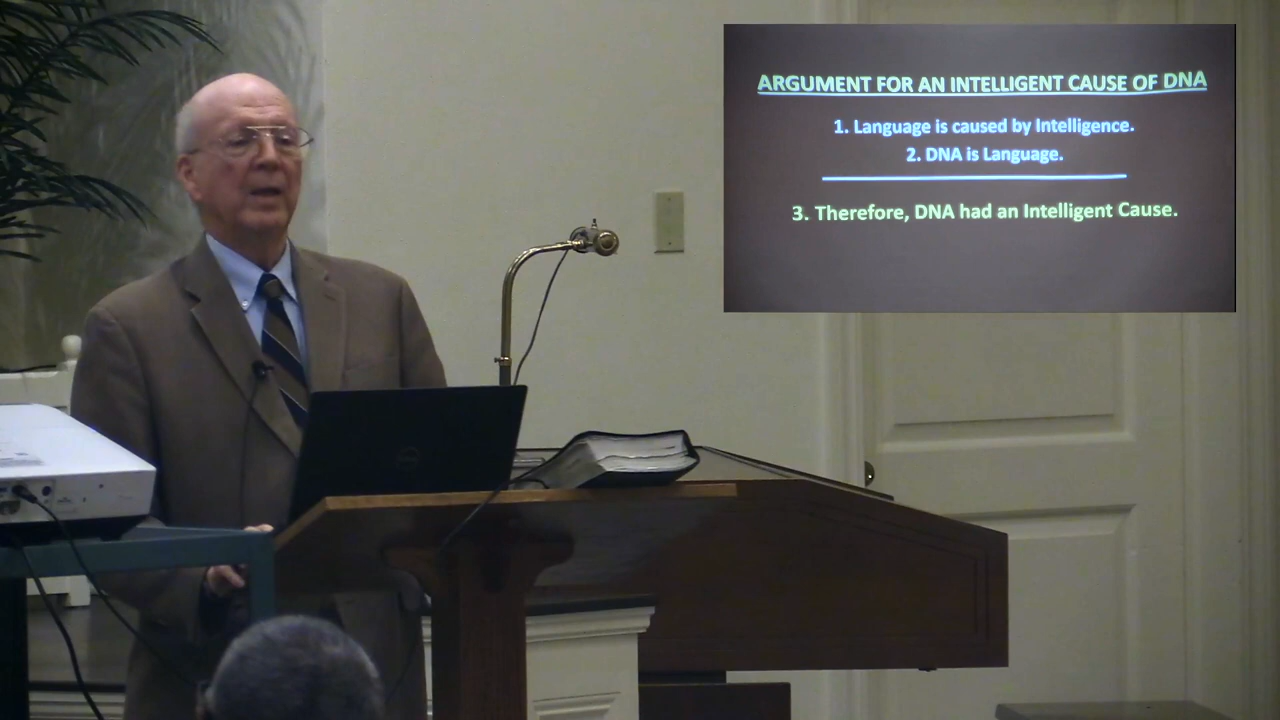 ARGUMENT FOR AN INTELLIGENT CAUSE OF DNA
1. Language is caused by Intelligence.
2. DNA is Language.
3. Therefore, DNA had an Intelligent Cause.